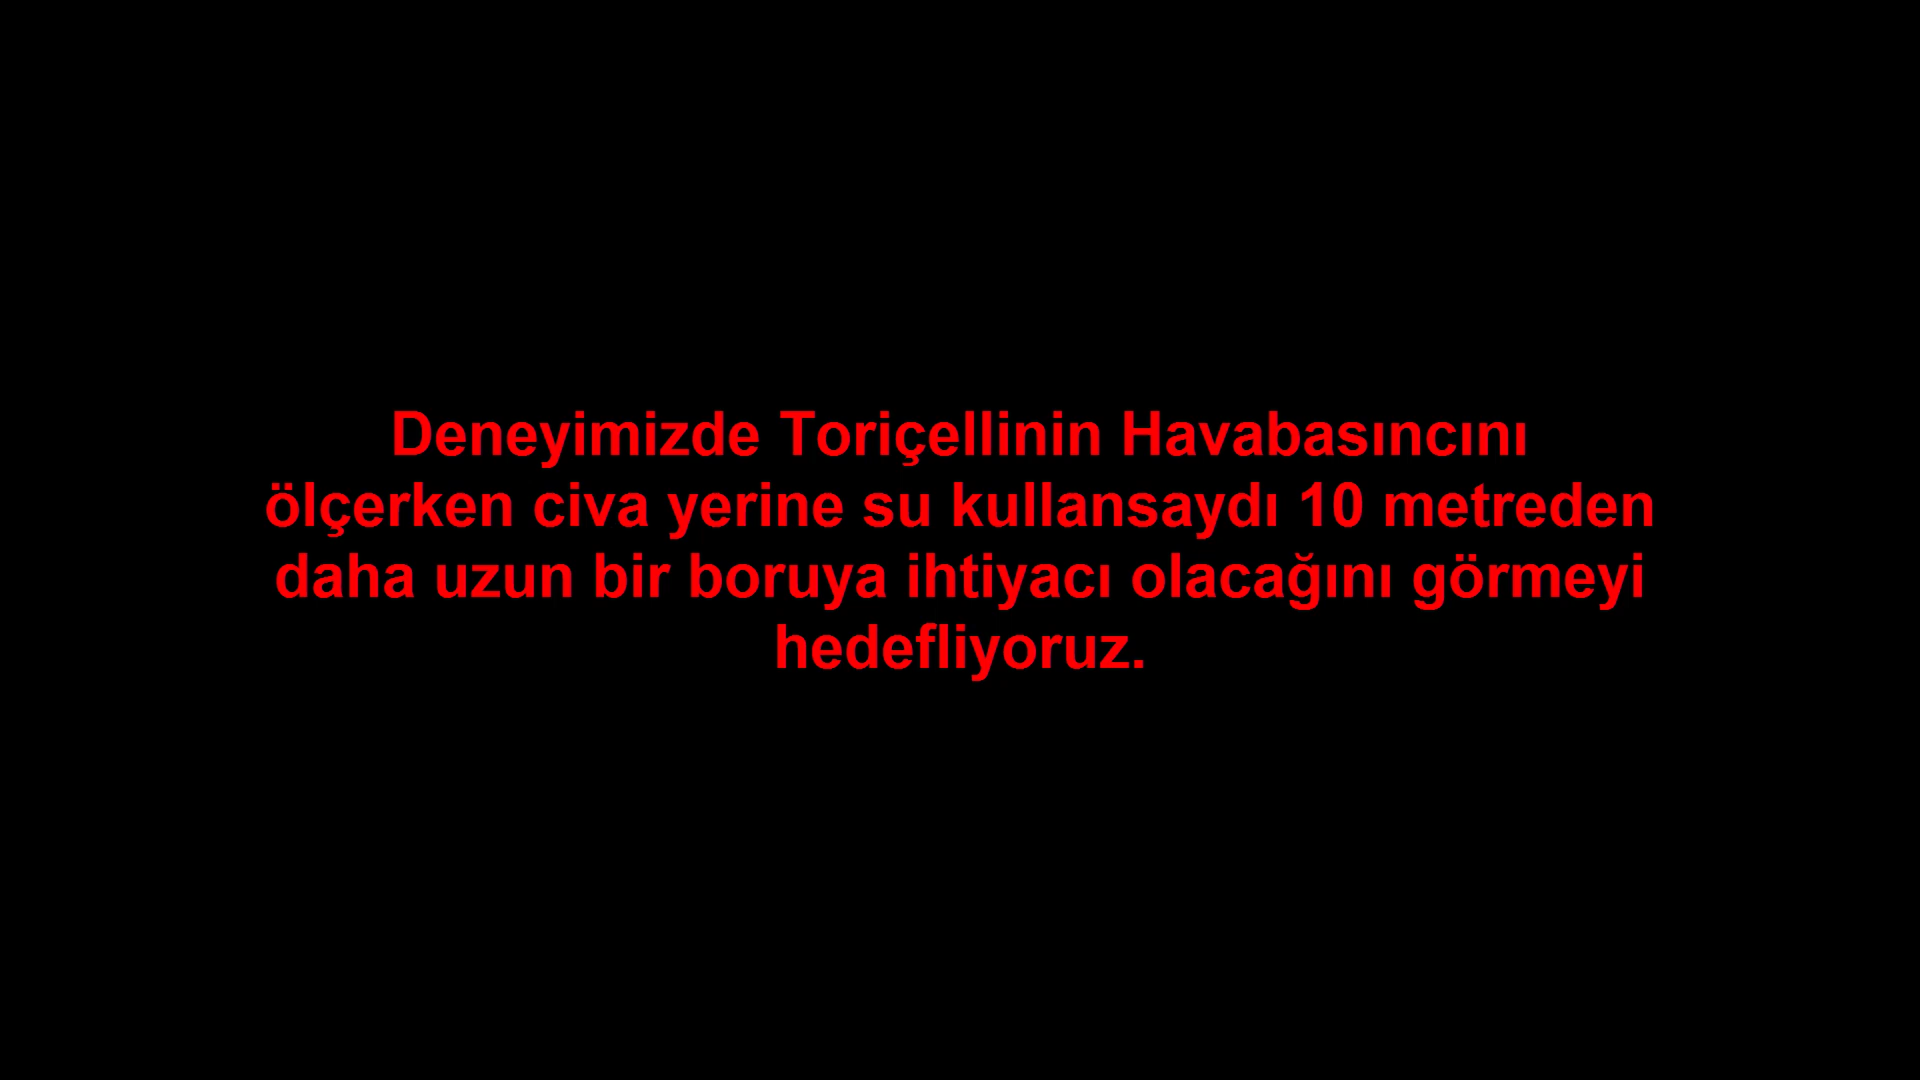 Deneyimizde Toriçellinin Havabasıncını
ölçerken civa yerine su kullansaydı 10 metreden
daha uzun bir boruya ihtiyacı olacağını görmeyi
hedefliyoruz.